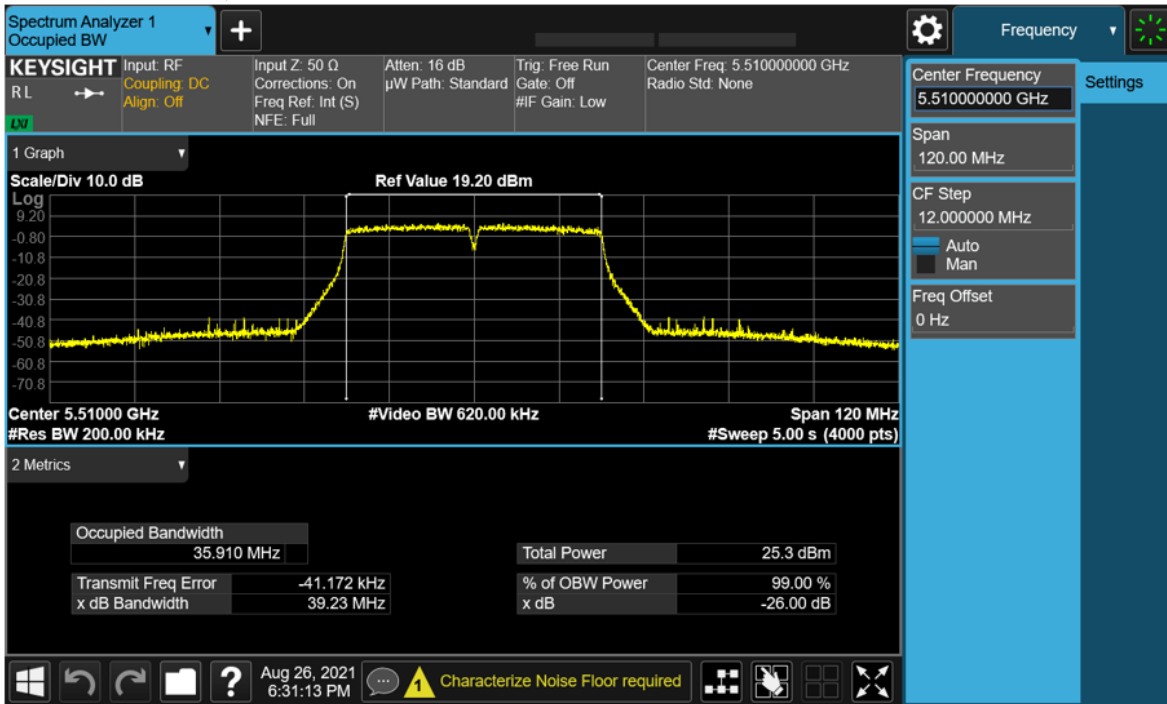 Spectrum Analyzer 1
Occupied BW
+
Frequency
KEYSIGHT
RL
LXI
Input: RF
Coupling: DC
Align: Off
Input Z: 50 Ω
Corrections: On
Freq Ref: Int (S)
NFE: Full
Atten: 16 dB
µW Path: Standard
Trig: Free Run
Gate: Off
#IF Gain: Low
Center Freq: 5.510000000 GHz
Radio Std: None
Center Frequency
5.510000000 GHz
Settings
Span
120.00 MHz
CF Step
12.000000 MHz
Auto
Man
Freq Offset
0 Hz
1 Graph
Scale/Div 10.0 dB
Ref Value 19.20 dBm
Log
9.20
-0.80
-10.8
-20.8
-30.8
-40.8
-50.8
-60.8
-70.8
Center 5.51000 GHz
#Video BW 620.00 kHz
Span 120 MHz
#Res BW 200.00 kHz
#Sweep 5.00 s (4000 pts)
2 Metrics
Occupied Bandwidth
35.910 MHz
Total Power 25.3 dBm
Transmit Freq Error -41.172 kHz
% of OBW Power 99.00 %
x dB Bandwidth 39.23 MHz
x dB -26.00 dB
?
Aug 26, 2021
6:31:13 PM
1
Characterize Noise Floor required